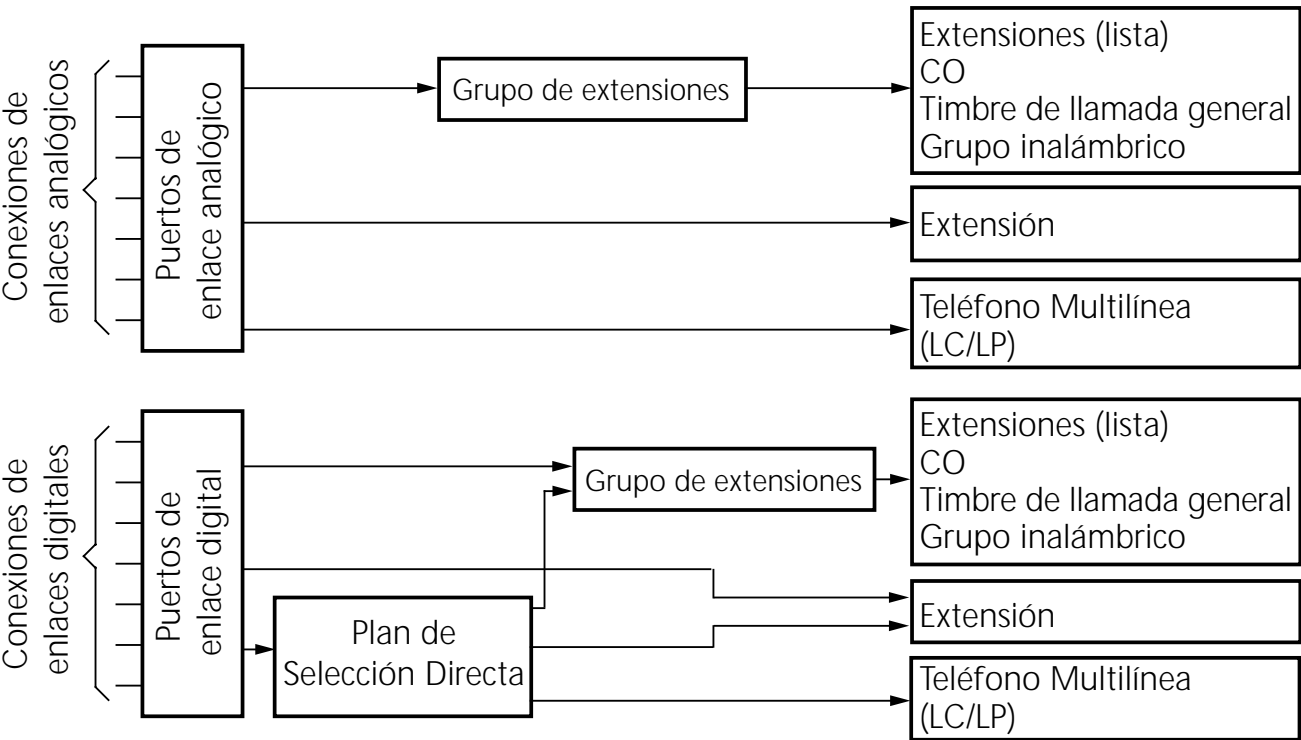 Conexiones de
enlaces analógicos
Puertos de
enlace analógico
Grupo de extensiones
Extensiones (lista)
CO
Timbre de llamada general
Grupo inalámbrico
Extensión
Teléfono Multilínea
(LC/LP)
Conexiones de
enlaces digitales
Puertos de
enlace digital
Plan de
Selección Directa
Grupo de extensiones
Extensiones (lista)
CO
Timbre de llamada general
Grupo inalámbrico
Extensión
Teléfono Multilínea
(LC/LP)